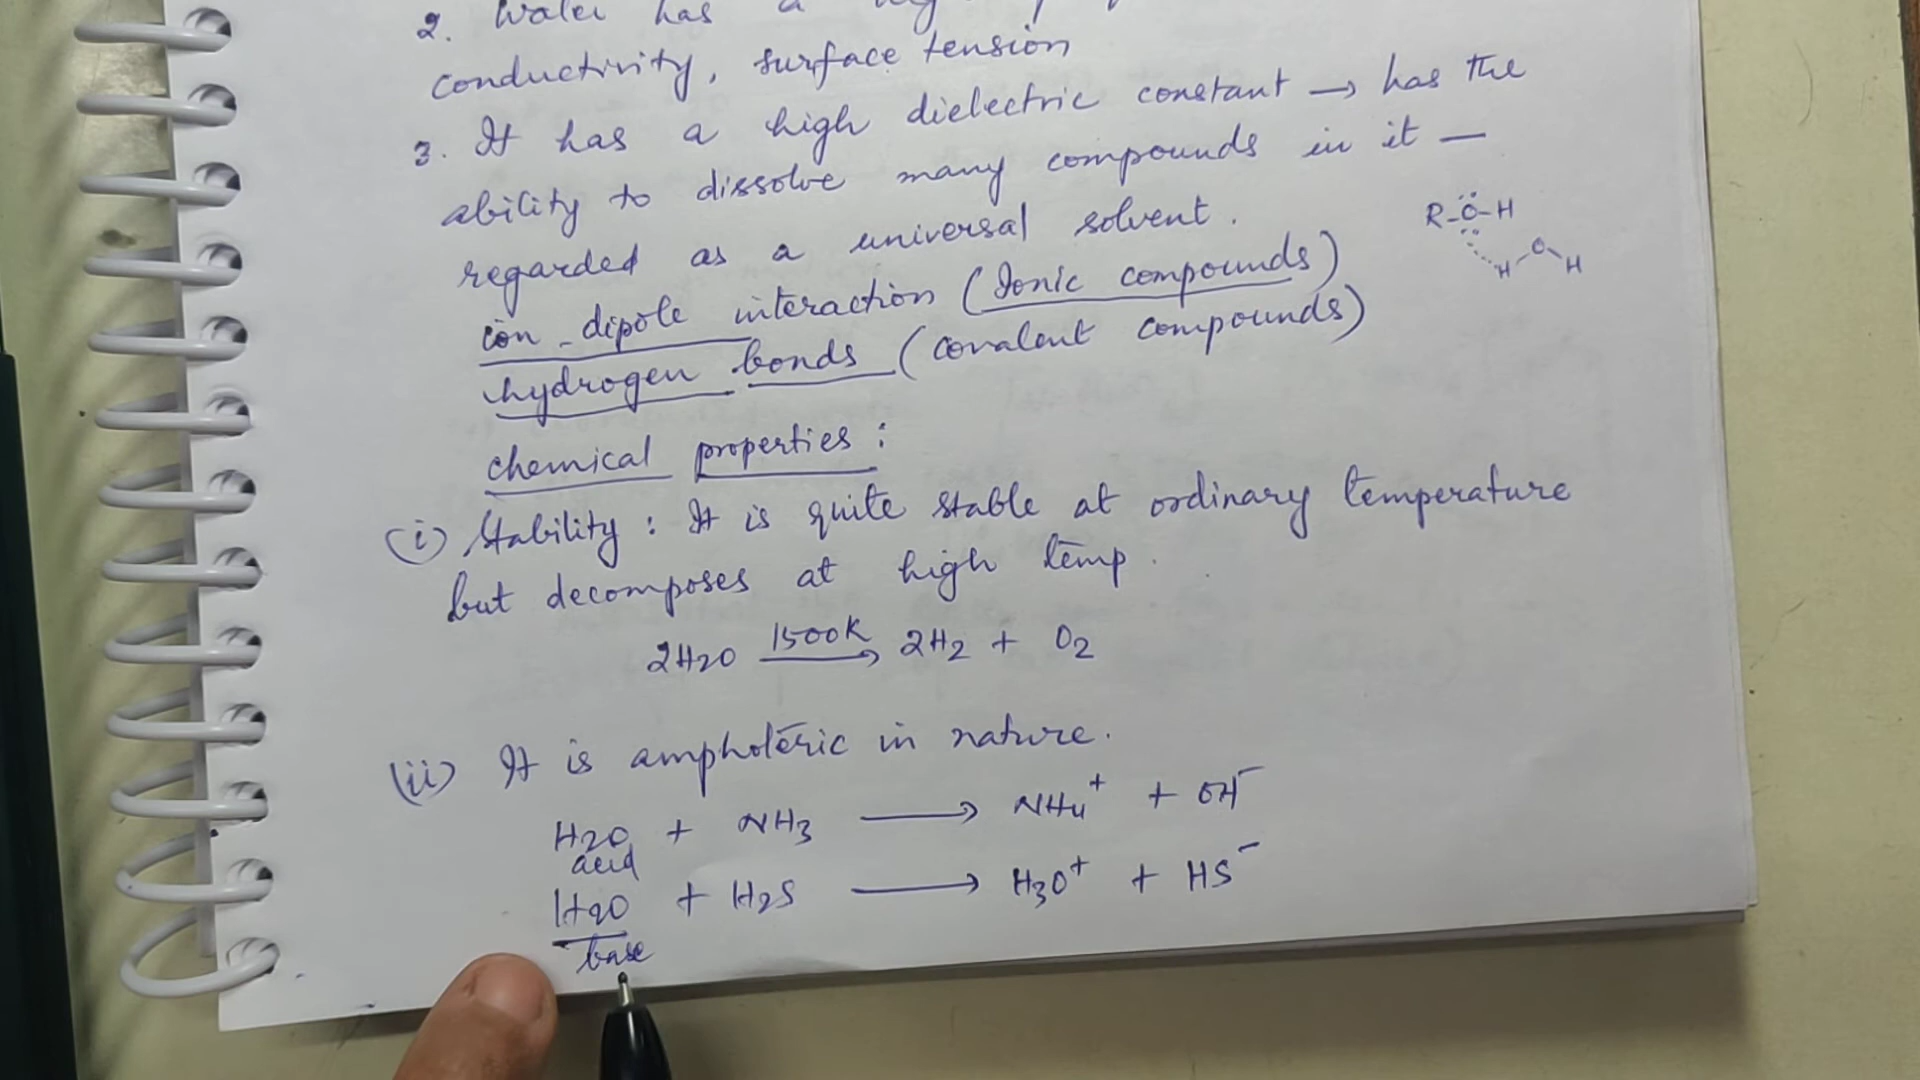 2. Water has a
conductivity, surface tension
3. It has a high dielectric constant → has the
ability to dissolve many compounds in it —
regarded as a universal solvent.
R-O-H
H O H
ion-dipole interaction (Ionic compounds)
hydrogen bonds (covalent compounds)
chemical properties:
(i) Stability: It is quite stable at ordinary temperature
but decomposes at high temp.
2H2O 1500K → 2H2 + O2
(ii) It is amphoteric in nature.
H2O + NH3 → NH4+ + OH-
acid
H2O + H2S → H3O+ + HS-
base